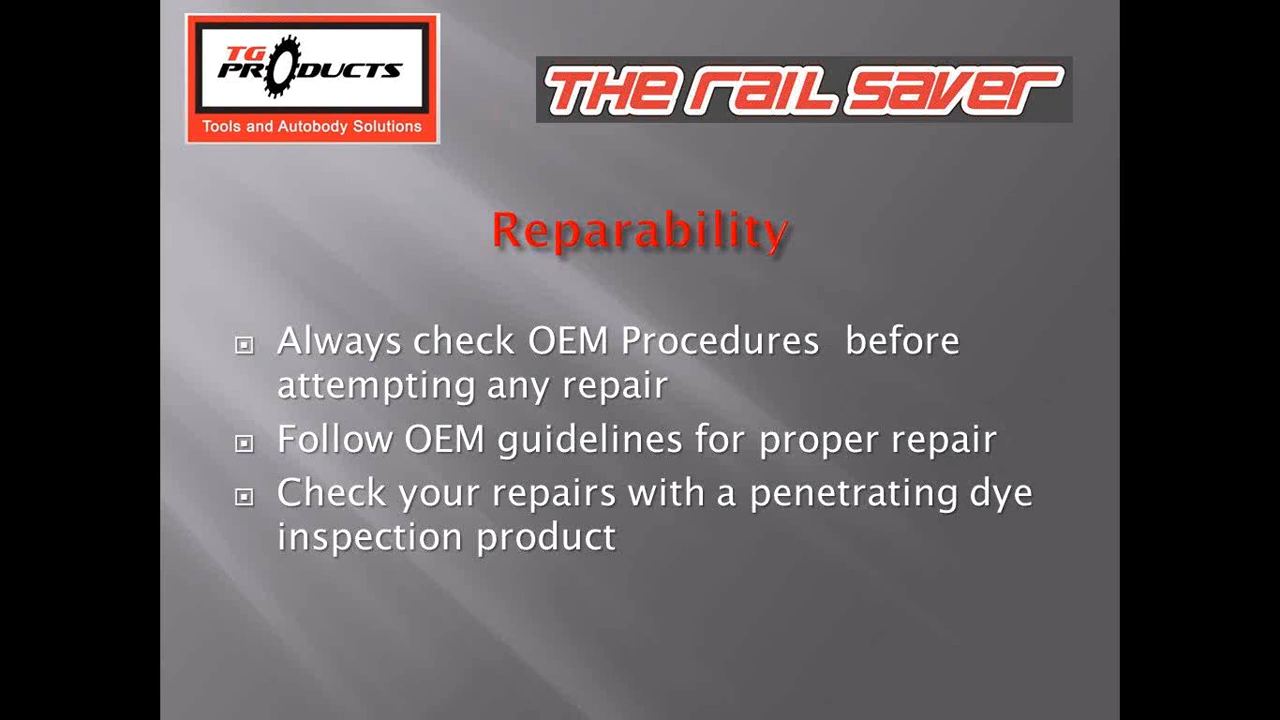 TG
PRODUCTS
Tools and Autobody Solutions
THE RAIL SAVER
Reparability
Always check OEM Procedures before
attempting any repair
Follow OEM guidelines for proper repair
Check your repairs with a penetrating dye
inspection product